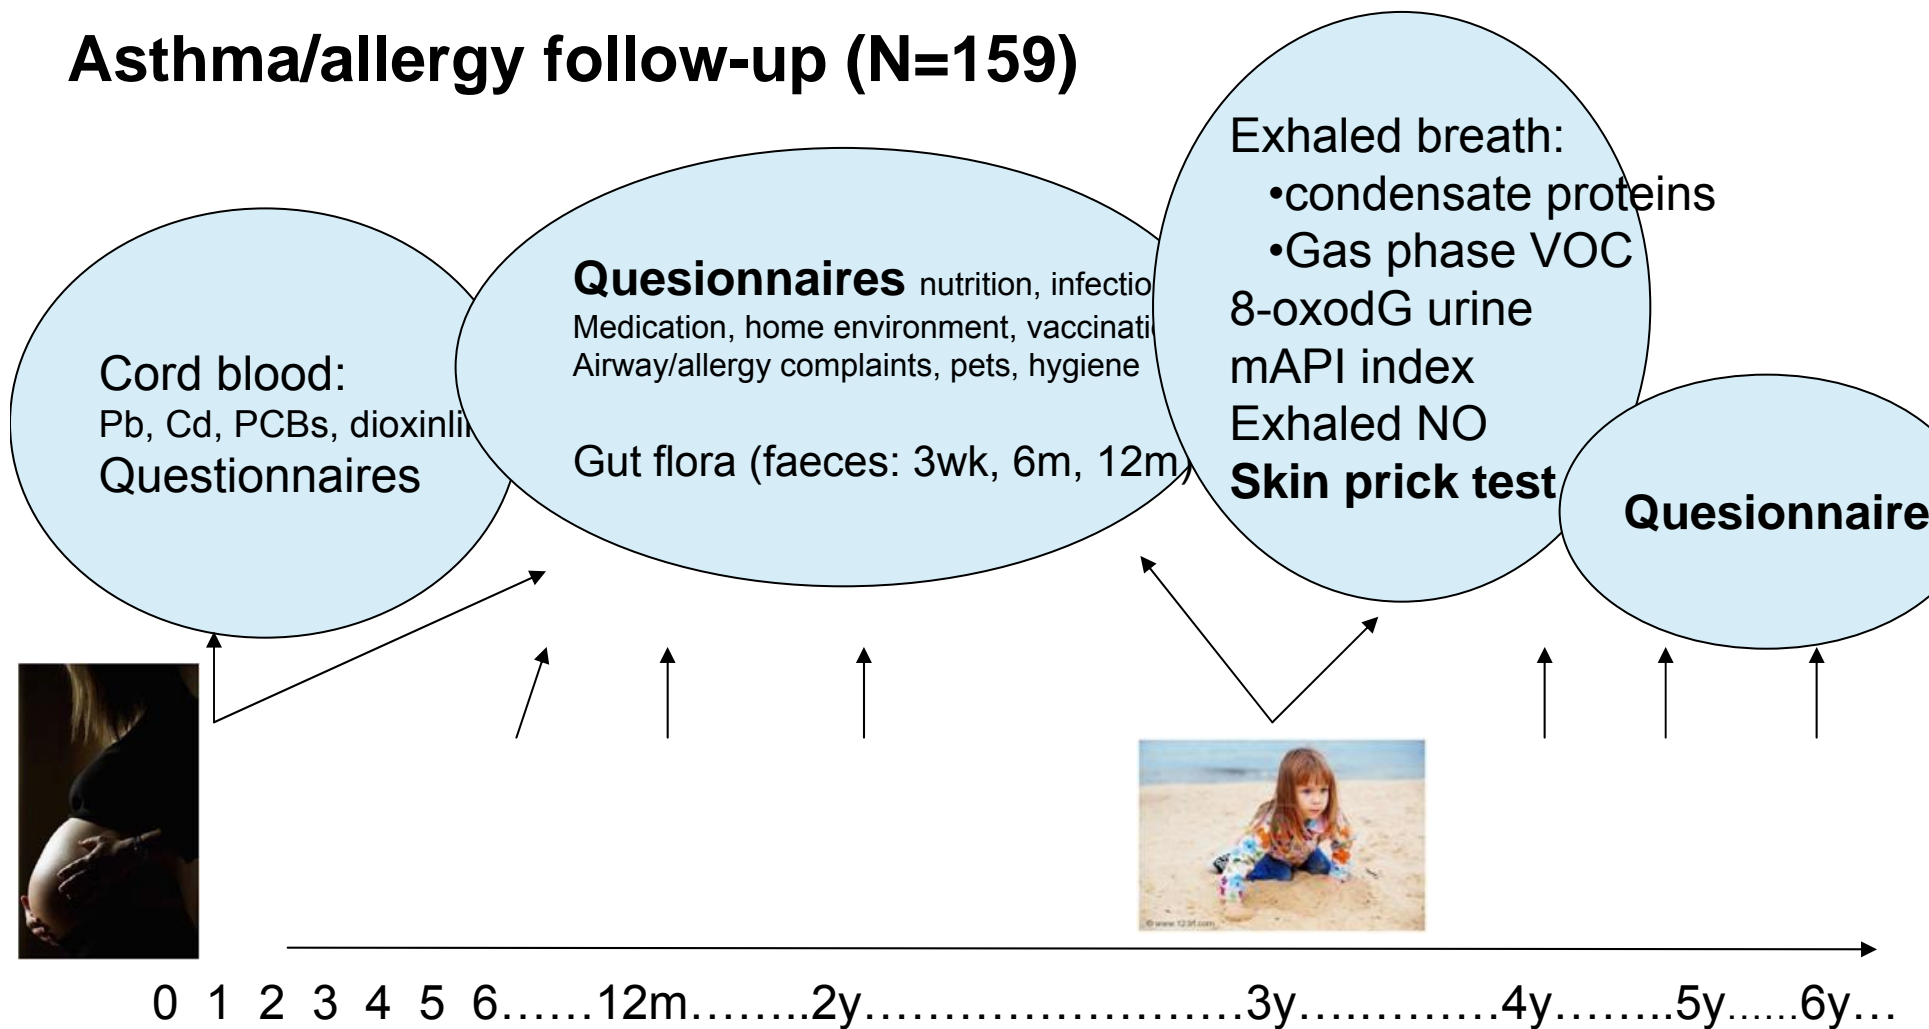 Asthma/allergy follow-up (N=159)
Cord blood:
Pb, Cd, PCBs, dioxinli
Questionnaires
Quesionnaires nutrition, infectio
Medication, home environment, vaccinati
Airway/allergy complaints, pets, hygiene
Gut flora (faeces: 3wk, 6m, 12m)
Exhaled breath:
•condensate proteins
•Gas phase VOC
8-oxodG urine
mAPI index
Exhaled NO
Skin prick test
Quesionnaire
© www.123rf.com
0 1 2 3 4 5 6......12m........2y..........................3y..............4y........5y......6y...